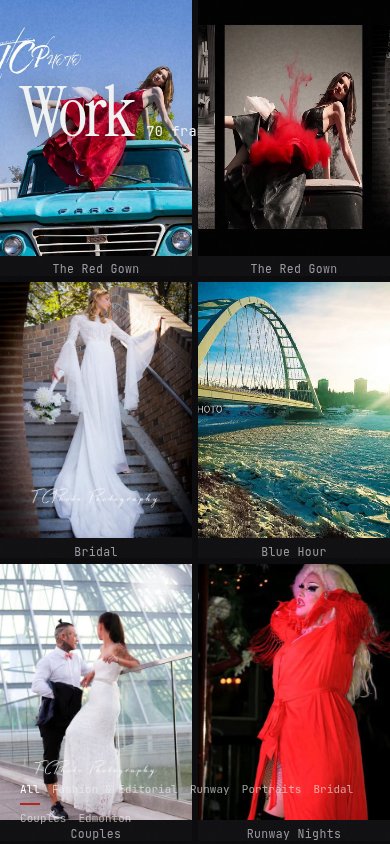 TCPHOTO
Work 70 fra
FARGO
The Red Gown
The Red Gown
HOTO
TCPhoto Photography
Bridal
Blue Hour
TCPhoto Photography
All Fashion & Editorial Runway Portraits Bridal
Couples Edmonton
Couples
Runway Nights